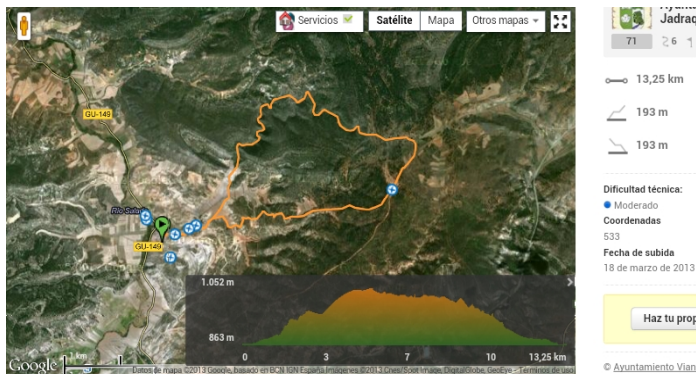 Servicios
Satélite
Mapa
Otros mapas
Jadraq
71
6
13,25 km
193 m
193 m
Dificultad técnica:
Moderado
Coordenadas
533
Fecha de subida
18 de marzo de 2013
Haz tu prop
© Ayuntamiento Vian
GU-149
Río Sala
GU-149
1.052 m
863 m
0
3
7
10
13,25 km
Google
1 km
Datos de mapa ©2013 Google, basado en BCN IGN España Imágenes ©2013 Cnes/Spot Image, DigitalGlobe, GeoEye - Términos de uso